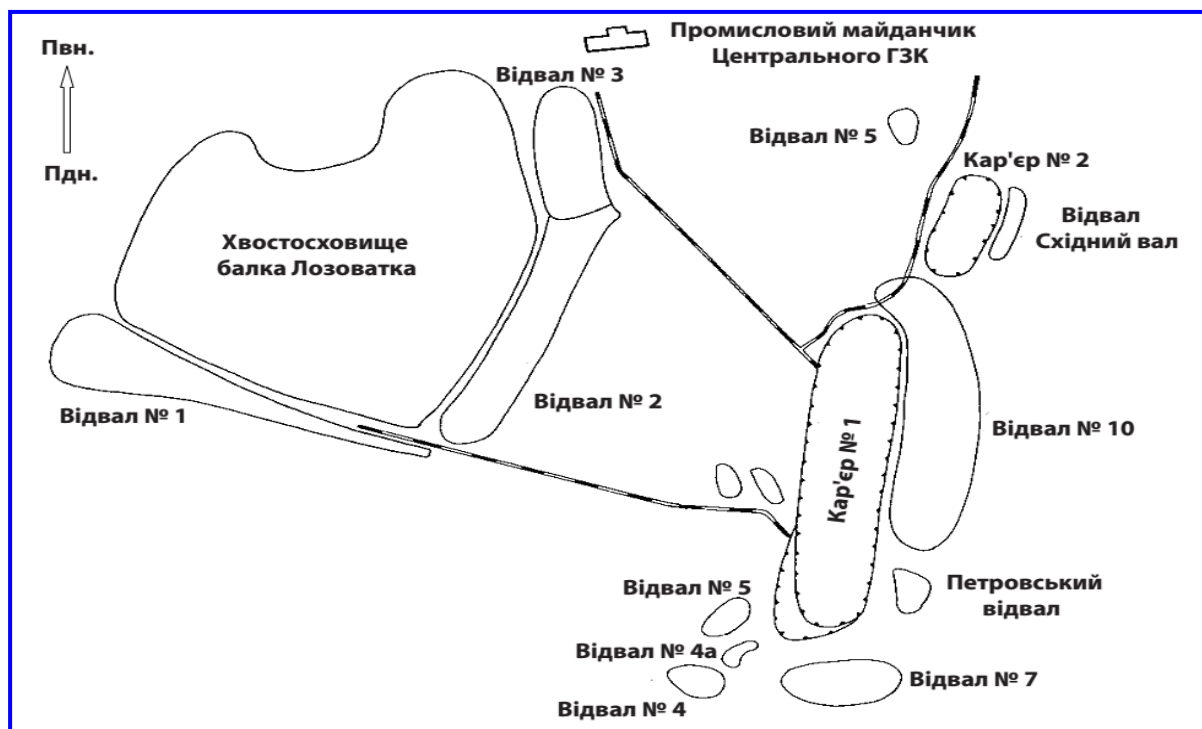 Пвн.
Пдн.
Промисловий майданчик
Центрального ГЗК
Відвал № 3
Відвал № 5
Кар'єр № 2
Відвал
Східний вал
Хвостосховище
балка Лозоватка
Відвал № 1
Відвал № 2
Кар'єр № 1
Відвал № 10
Відвал № 5
Петровський
відвал
Відвал № 4а
Відвал № 4
Відвал № 7